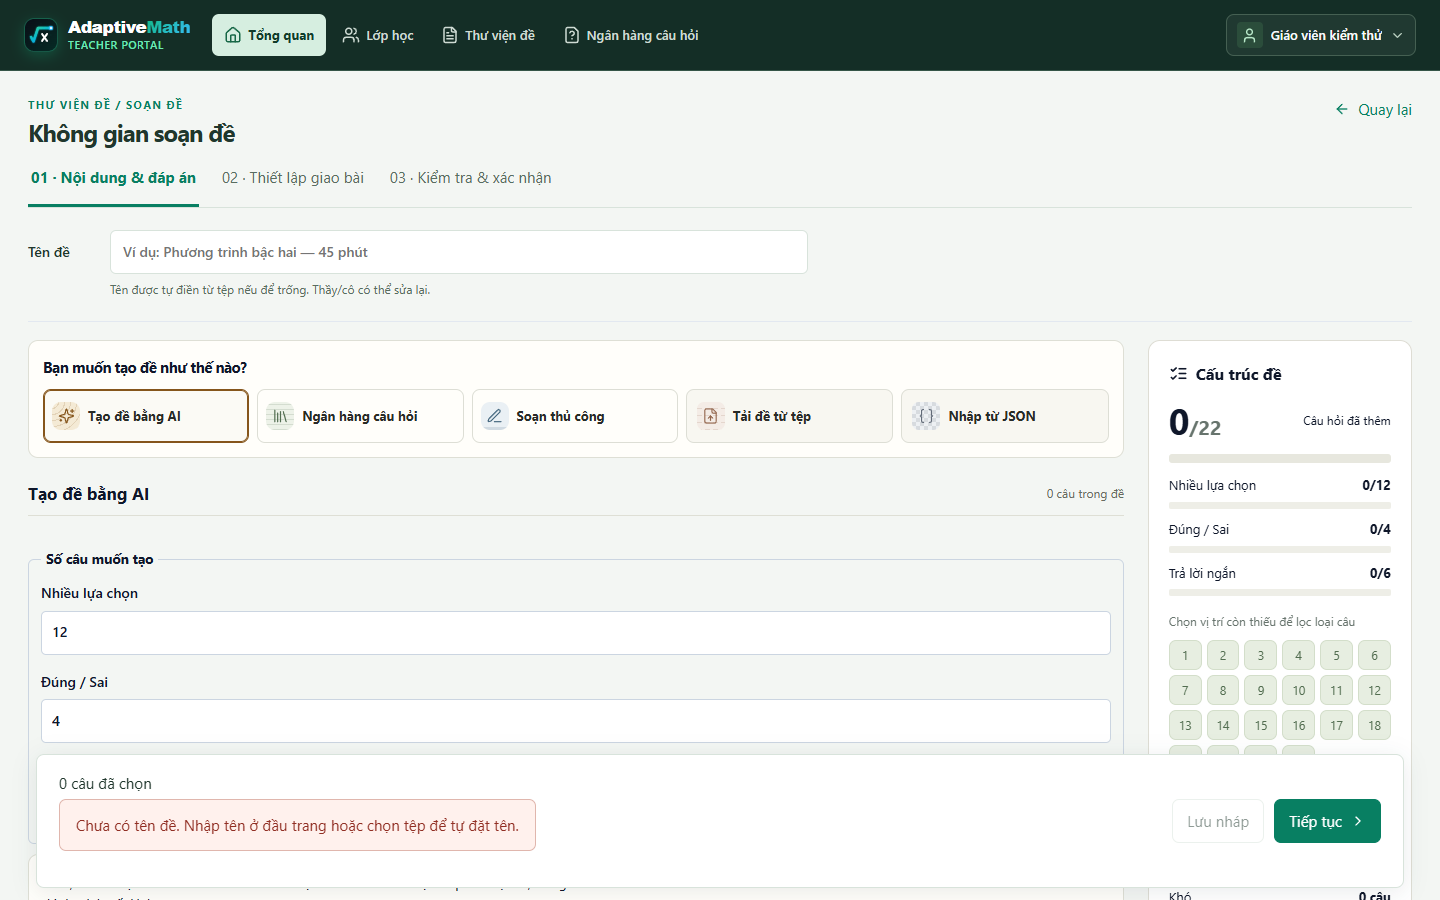 AdaptiveMath
TEACHER PORTAL
Tổng quan
Lớp học
Thư viện đề
Ngân hàng câu hỏi
Giáo viên kiểm thử
THƯ VIỆN ĐỀ / SOẠN ĐỀ
Không gian soạn đề
Quay lại
01 · Nội dung & đáp án
02 · Thiết lập giao bài
03 · Kiểm tra & xác nhận
Tên đề
Ví dụ: Phương trình bậc hai — 45 phút
Tên được tự điền từ tệp nếu để trống. Thầy/cô có thể sửa lại.
Bạn muốn tạo đề như thế nào?
Tạo đề bằng AI
Ngân hàng câu hỏi
Soạn thủ công
Tải đề từ tệp
Nhập từ JSON
Tạo đề bằng AI
0 câu trong đề
Số câu muốn tạo
Nhiều lựa chọn
12
Đúng / Sai
4
Cấu trúc đề
0/22
Câu hỏi đã thêm
Nhiều lựa chọn 0/12
Đúng / Sai 0/4
Trả lời ngắn 0/6
Chọn vị trí còn thiếu để lọc loại câu
1 2 3 4 5 6
7 8 9 10 11 12
13 14 15 16 17 18
0 câu đã chọn
Chưa có tên đề. Nhập tên ở đầu trang hoặc chọn tệp để tự đặt tên.
Lưu nháp
Tiếp tục
Khó 0 câu